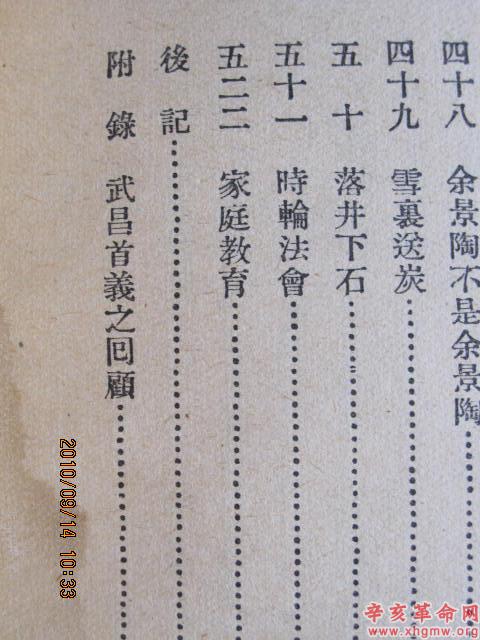 四十八 余景陶不是余景陶
四十九 雪裏送炭
五十 落井下石
五十一 時輪法會
五二二 家庭教育
後記
附錄 武昌首義之回顧
2010/09/14 10:33
辛亥革命网
www.xhgmw.org